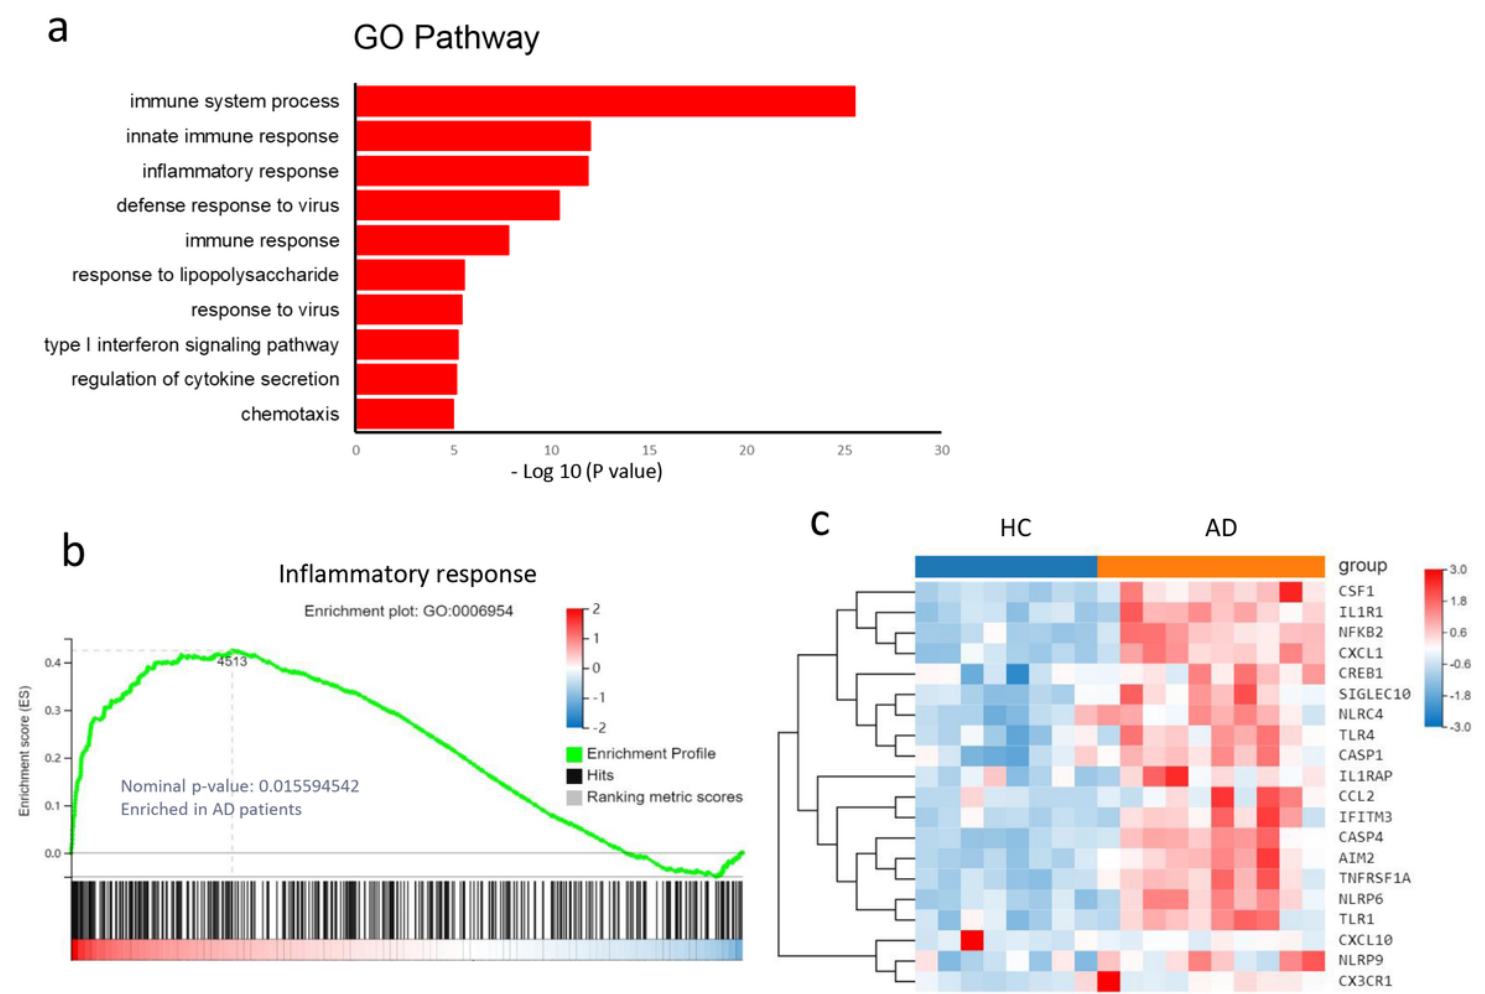 a
GO Pathway
immune system process
innate immune response
inflammatory response
defense response to virus
immune response
response to lipopolysaccharide
response to virus
type I interferon signaling pathway
regulation of cytokine secretion
chemotaxis
0 5 10 15 20 25 30
- Log 10 (P value)
b
Inflammatory response
Enrichment plot: GO:0006954
Enrichment score (ES)
0.4
0.3
0.2
0.1
0.0
4513
Nominal p-value: 0.015594542
Enriched in AD patients
2
1
0
-1
-2
Enrichment Profile
Hits
Ranking metric scores
c
HC AD
group
CSF1
IL1R1
NFKB2
CXCL1
CREB1
SIGLEC10
NLRC4
TLR4
CASP1
IL1RAP
CCL2
IFITM3
CASP4
AIM2
TNFRSF1A
NLRP6
TLR1
CXCL10
NLRP9
CX3CR1
3.0
1.8
0.6
-0.6
-1.8
-3.0